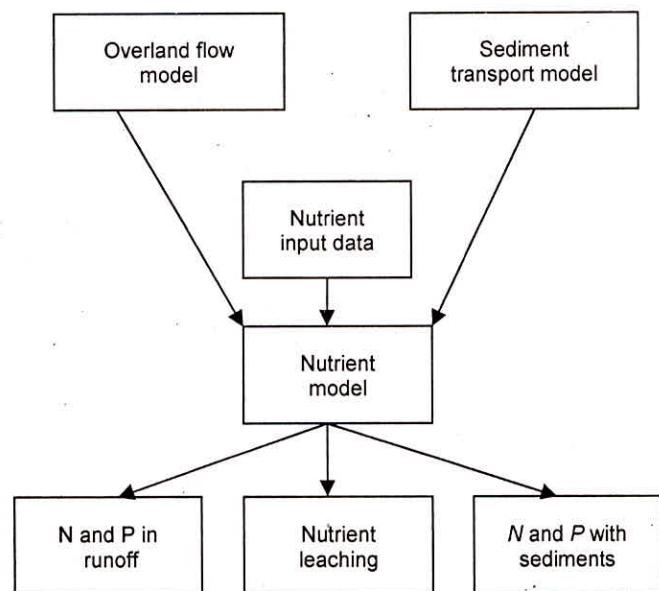 Overland flow
model
Sediment
transport model
Nutrient
input data
Nutrient
model
N and P in
runoff
Nutrient
leaching
N and P with
sediments